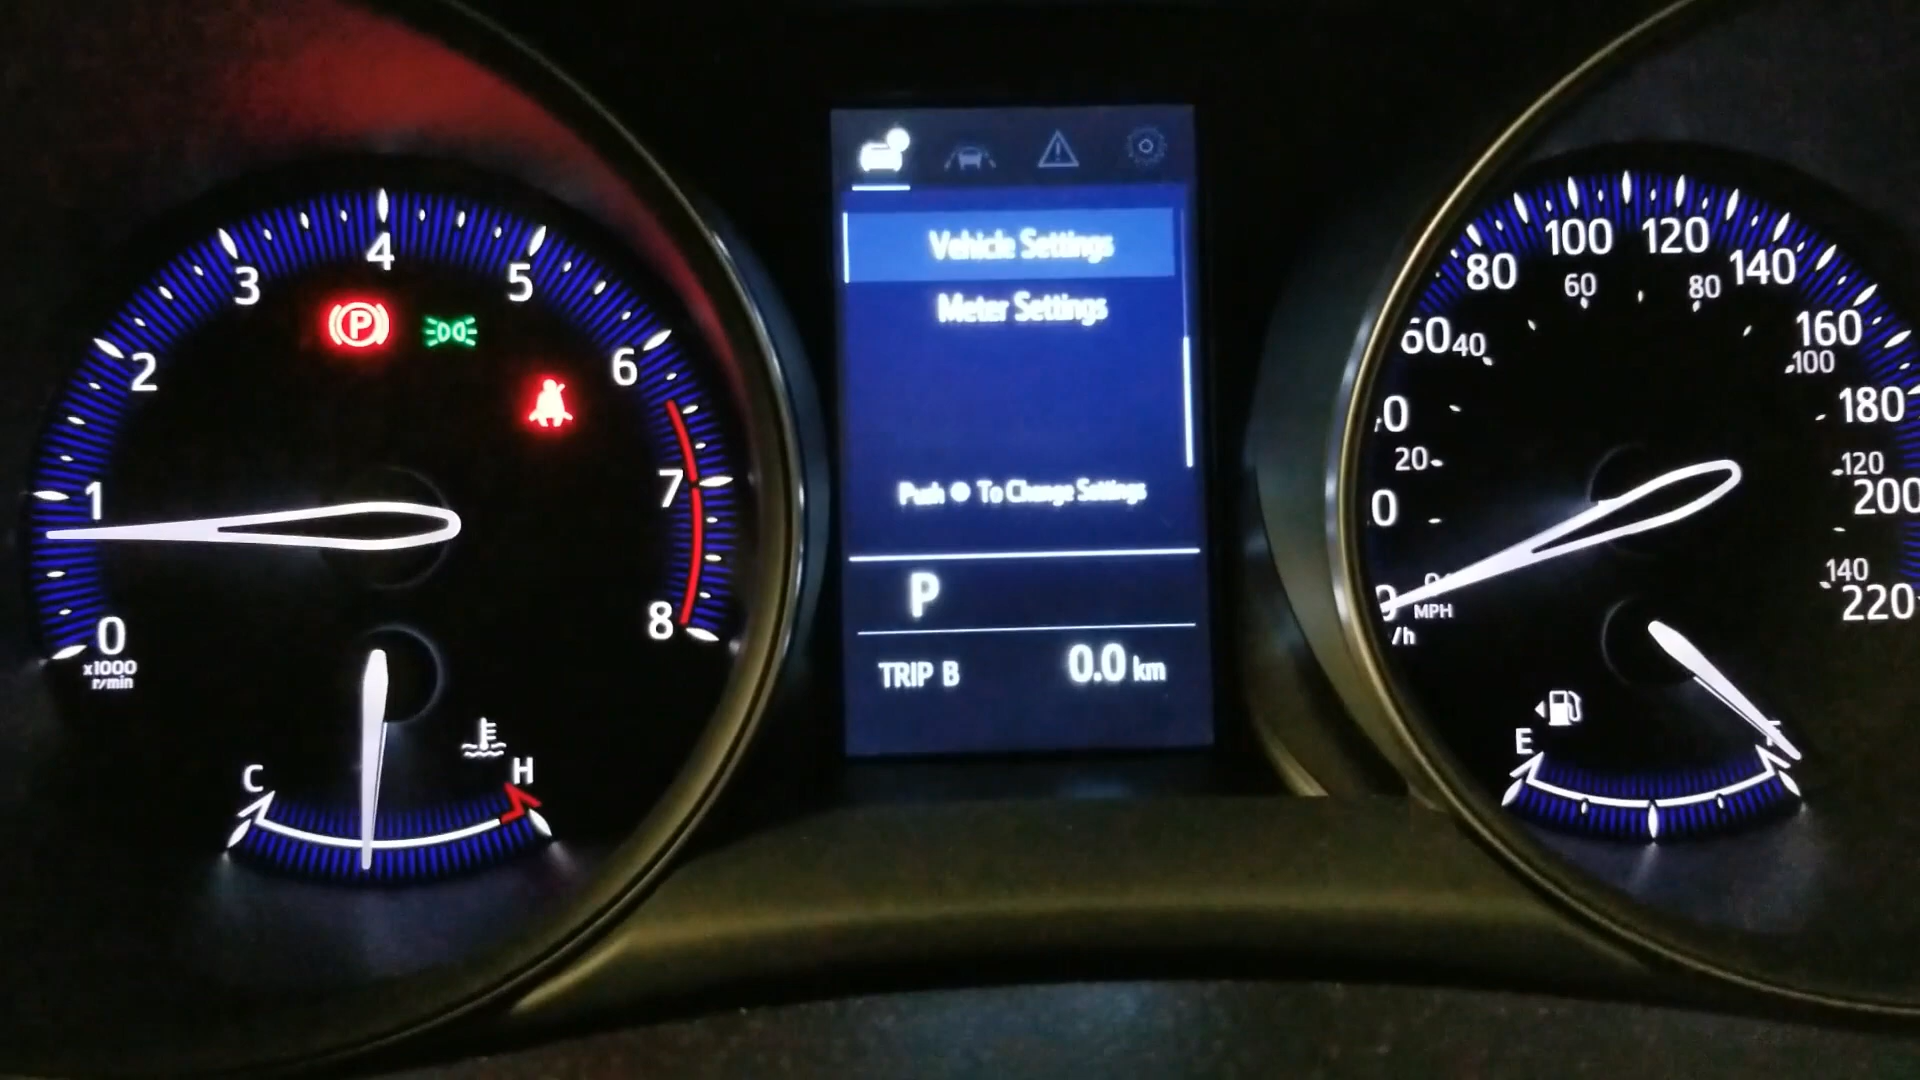 0
1
2
3
4
5
6
7
8
x1000
r/min
P
C
H
Vehicle Settings
Meter Settings
Push To Change Settings
P
TRIP B 0.0 km
0
20
40
60
80
100
120
140
160
180
200
220
40
60
80
100
120
140
MPH
/h
E
F